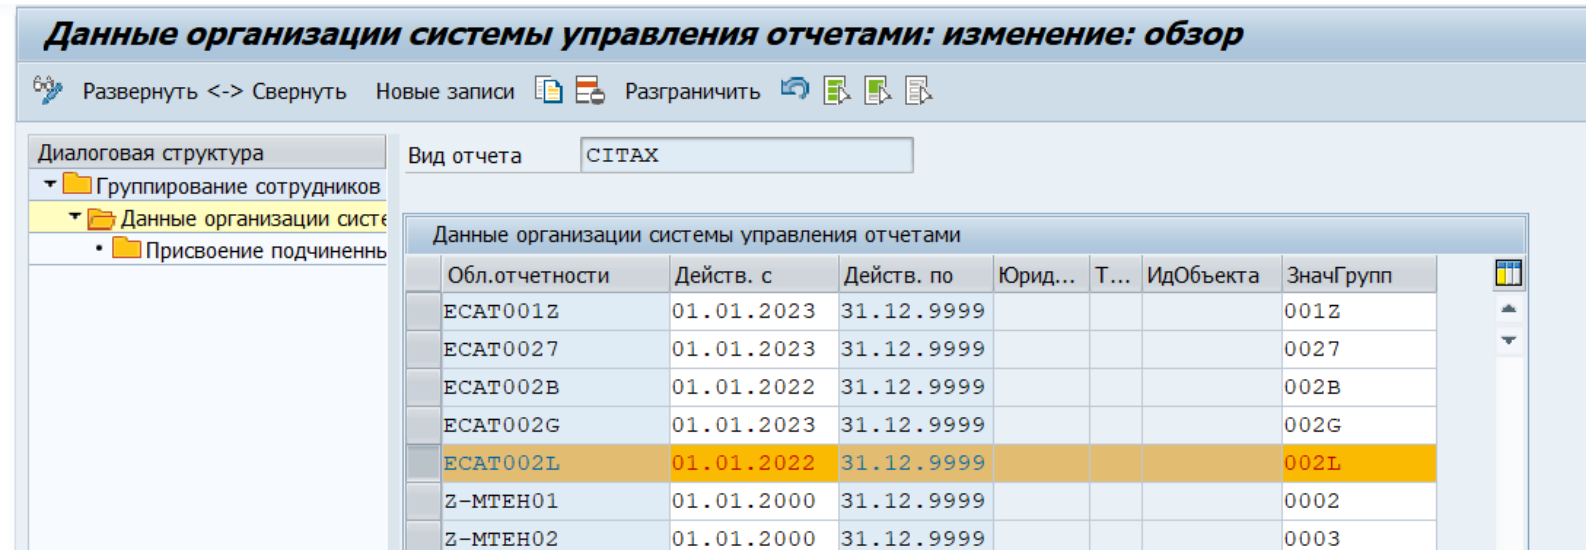 Данные организации системы управления отчетами: изменение: обзор
Развернуть <-> Свернуть Новые записи Разграничить
Диалоговая структура
Группирование сотрудников
Данные организации систе
Присвоение подчиненнь
Вид отчета CITAX
Данные организации системы управления отчетами
Обл.отчетности Действ. с Действ. по Юрид... Т... ИдОбъекта ЗначГрупп
ECAT001Z 01.01.2023 31.12.9999 001Z
ECAT0027 01.01.2023 31.12.9999 0027
ECAT002B 01.01.2022 31.12.9999 002B
ECAT002G 01.01.2023 31.12.9999 002G
ECAT002L 01.01.2022 31.12.9999 002L
Z-MTEH01 01.01.2000 31.12.9999 0002
Z-MTEH02 01.01.2000 31.12.9999 0003